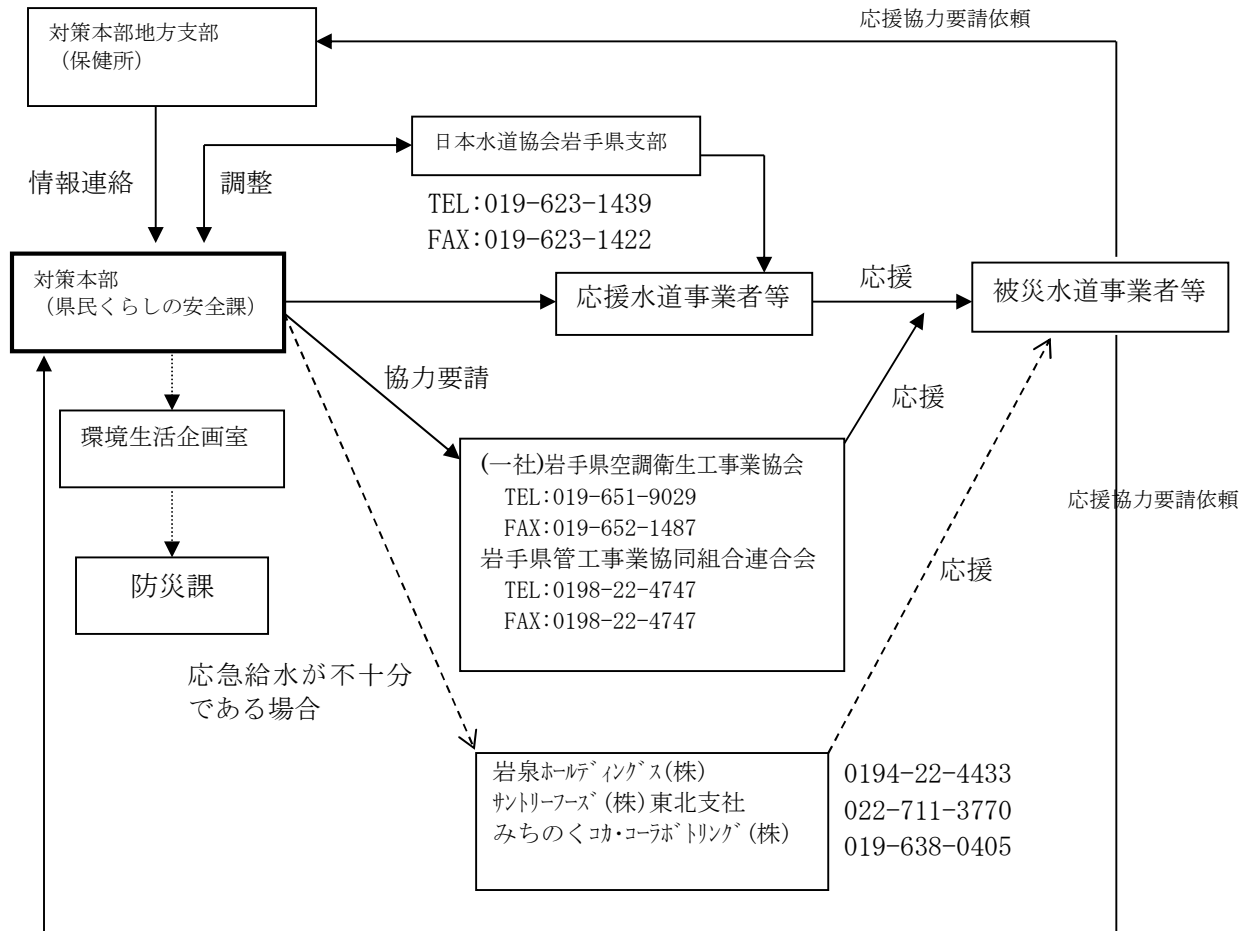 応援協力要請依頼
対策本部地方支部
（保健所）
日本水道協会岩手県支部
情報連絡
調整
TEL:019-623-1439
FAX:019-623-1422
対策本部
（県民くらしの安全課）
応援水道事業者等
応援
被災水道事業者等
協力要請
応援
環境生活企画室
(一社)岩手県空調衛生工事業協会
TEL:019-651-9029
FAX:019-652-1487
岩手県管工事業協同組合連合会
TEL:0198-22-4747
FAX:0198-22-4747
応援協力要請依頼
応援
防災課
応急給水が不十分
である場合
岩泉ﾎｰﾙﾃﾞｨﾝｸﾞｽ(株)
ｻﾝﾄﾘｰﾌｰｽﾞ(株)東北支社
みちのくｺｶ･ｺｰﾗﾎﾞﾄﾘﾝｸﾞ(株)
0194-22-4433
022-711-3770
019-638-0405